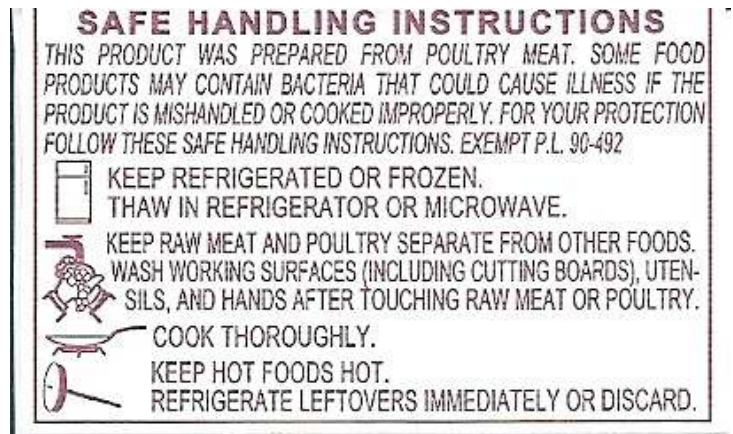 SAFE HANDLING INSTRUCTIONS
THIS PRODUCT WAS PREPARED FROM POULTRY MEAT. SOME FOOD
PRODUCTS MAY CONTAIN BACTERIA THAT COULD CAUSE ILLNESS IF THE
PRODUCT IS MISHANDLED OR COOKED IMPROPERLY. FOR YOUR PROTECTION
FOLLOW THESE SAFE HANDLING INSTRUCTIONS. EXEMPT P.L. 90-492
KEEP REFRIGERATED OR FROZEN.
THAW IN REFRIGERATOR OR MICROWAVE.
KEEP RAW MEAT AND POULTRY SEPARATE FROM OTHER FOODS.
WASH WORKING SURFACES (INCLUDING CUTTING BOARDS), UTEN-
SILS, AND HANDS AFTER TOUCHING RAW MEAT OR POULTRY.
COOK THOROUGHLY.
KEEP HOT FOODS HOT.
REFRIGERATE LEFTOVERS IMMEDIATELY OR DISCARD.